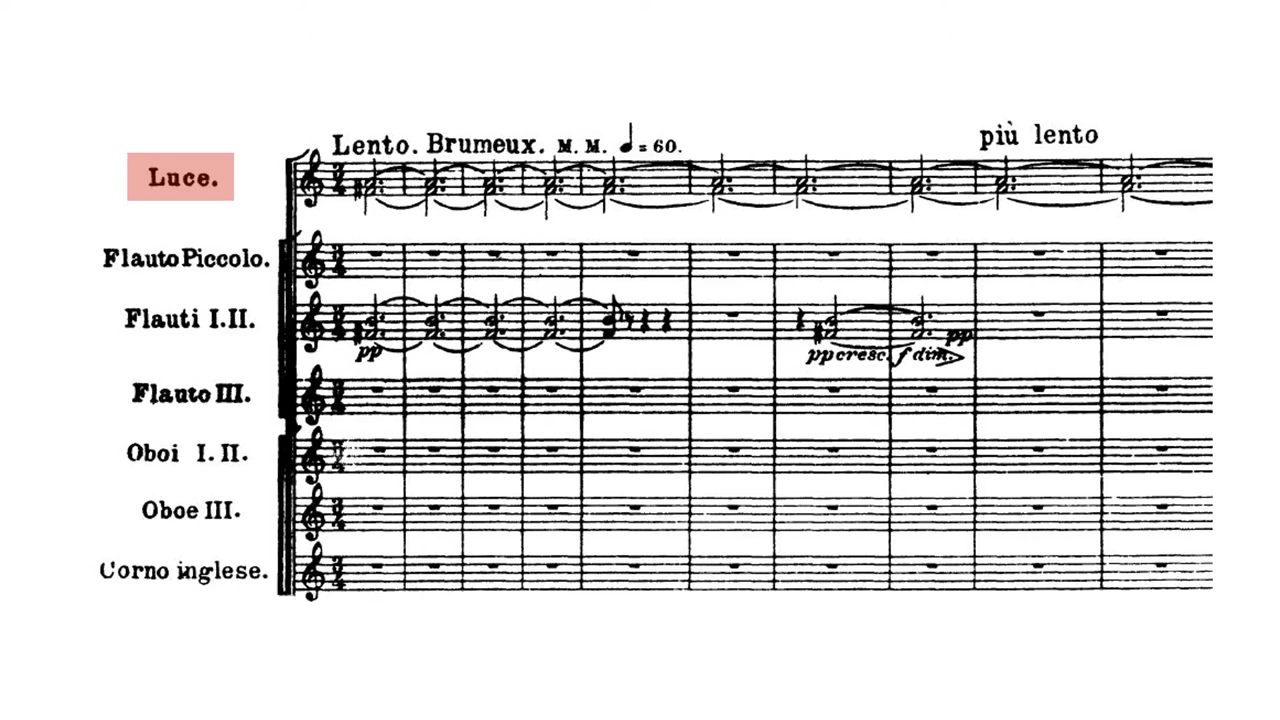 Lento. Brumeux. M. M. ♩= 60.
più lento
Luce.
Flauto Piccolo.
Flauti I. II.
pp
pp cresc. f dim. pp
Flauto III.
Oboi I. II.
Oboe III.
Corno inglese.